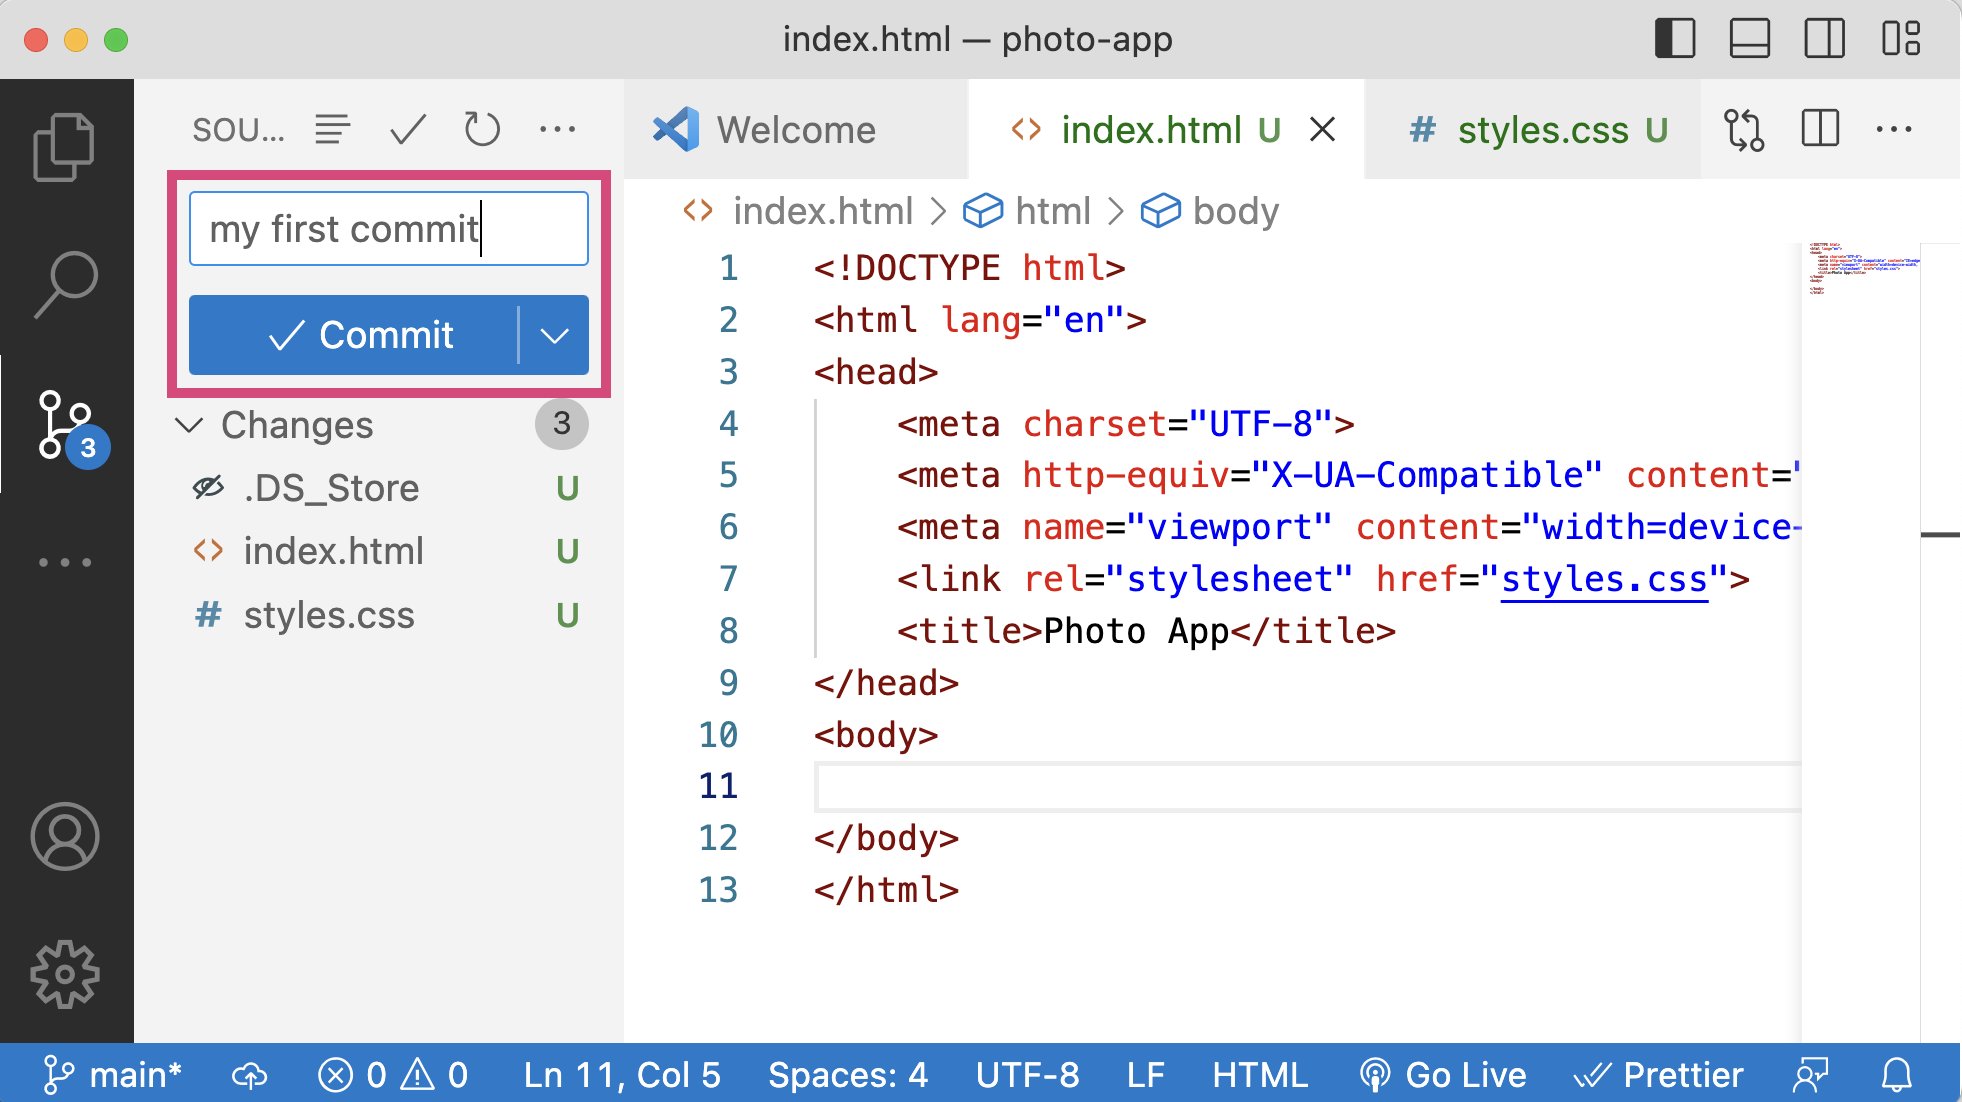 index.html — photo-app
SOU...
Welcome
<> index.html U
# styles.css U
my first commit
Commit
index.html > html > body
Changes 3
3
.DS_Store U
<> index.html U
# styles.css U
1 <!DOCTYPE html>
2 <html lang="en">
3 <head>
4 <meta charset="UTF-8">
5 <meta http-equiv="X-UA-Compatible" content="
6 <meta name="viewport" content="width=device-
7 <link rel="stylesheet" href="styles.css">
8 <title>Photo App</title>
9 </head>
10 <body>
11
12 </body>
13 </html>
main* 0 0 Ln 11, Col 5 Spaces: 4 UTF-8 LF HTML Go Live Prettier